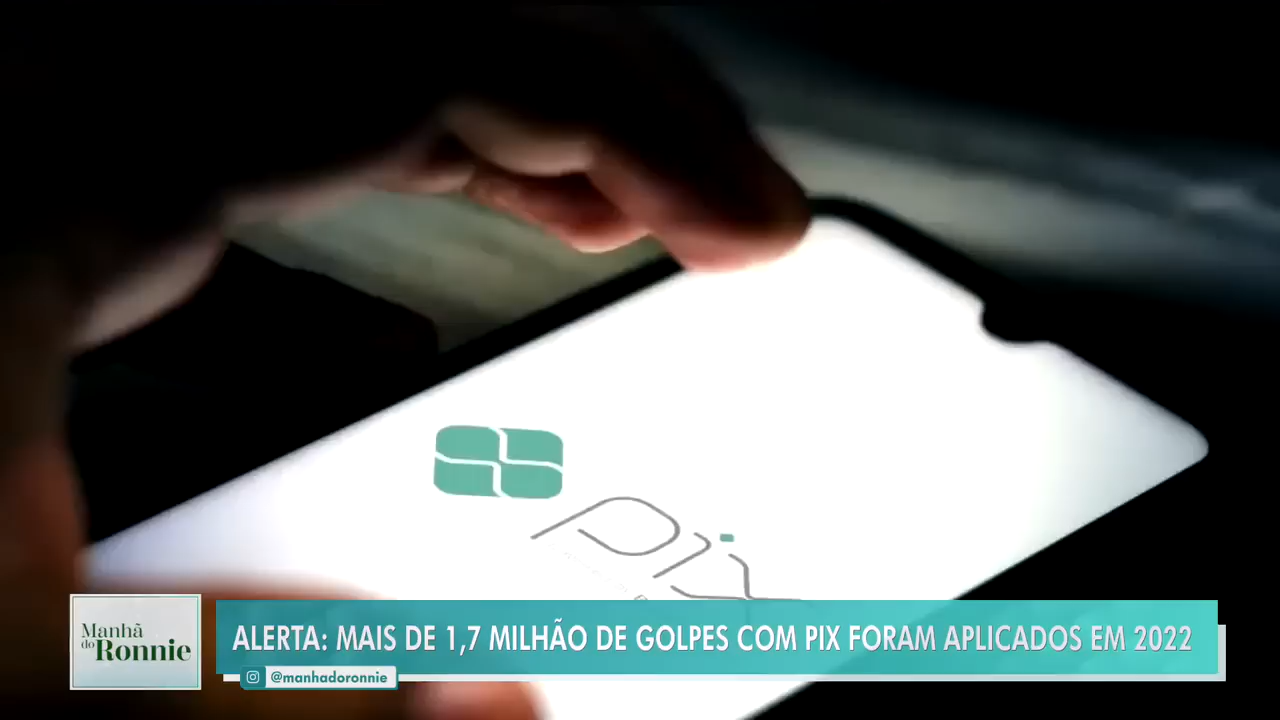 pix
Manhã
do Ronnie
ALERTA: MAIS DE 1,7 MILHÃO DE GOLPES COM PIX FORAM APLICADOS EM 2022
@manhadoronnie